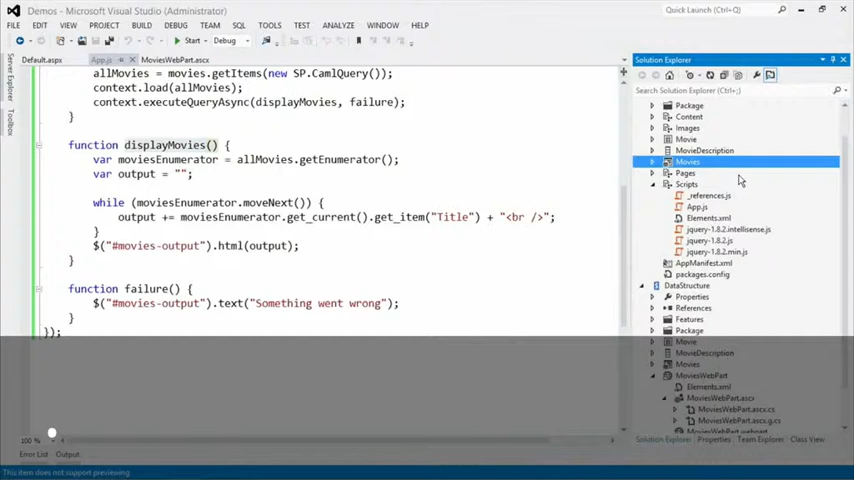 Demos - Microsoft Visual Studio (Administrator)
Quick Launch (Ctrl+Q)
FILE EDIT VIEW PROJECT BUILD DEBUG TEAM SQL TOOLS TEST ANALYZE WINDOW HELP
Start Debug
Default.aspx App.js MoviesWebPart.ascx
Server Explorer
Toolbox
allMovies = movies.getItems(new SP.CamlQuery());
context.load(allMovies);
context.executeQueryAsync(displayMovies, failure);
}
function displayMovies() {
var moviesEnumerator = allMovies.getEnumerator();
var output = "";
while (moviesEnumerator.moveNext()) {
output += moviesEnumerator.get_current().get_item("Title") + "<br />";
}
$("#movies-output").html(output);
}
function failure() {
$("#movies-output").text("Something went wrong");
}
});
100 %
Error List Output
This item does not support previewing
Solution Explorer
Search Solution Explorer (Ctrl+;)
Package
Content
Images
Movie
MovieDescription
Movies
Pages
Scripts
_references.js
App.js
Elements.xml
jquery-1.8.2.intellisense.js
jquery-1.8.2.js
jquery-1.8.2.min.js
AppManifest.xml
packages.config
DataStructure
Properties
References
Features
Package
Movie
MovieDescription
Movies
MoviesWebPart
Elements.xml
MoviesWebPart.ascx
MoviesWebPart.ascx.cs
MoviesWebPart.ascx.g.cs
MoviesWebPart.webpart
Solution Explorer Properties Team Explorer Class View